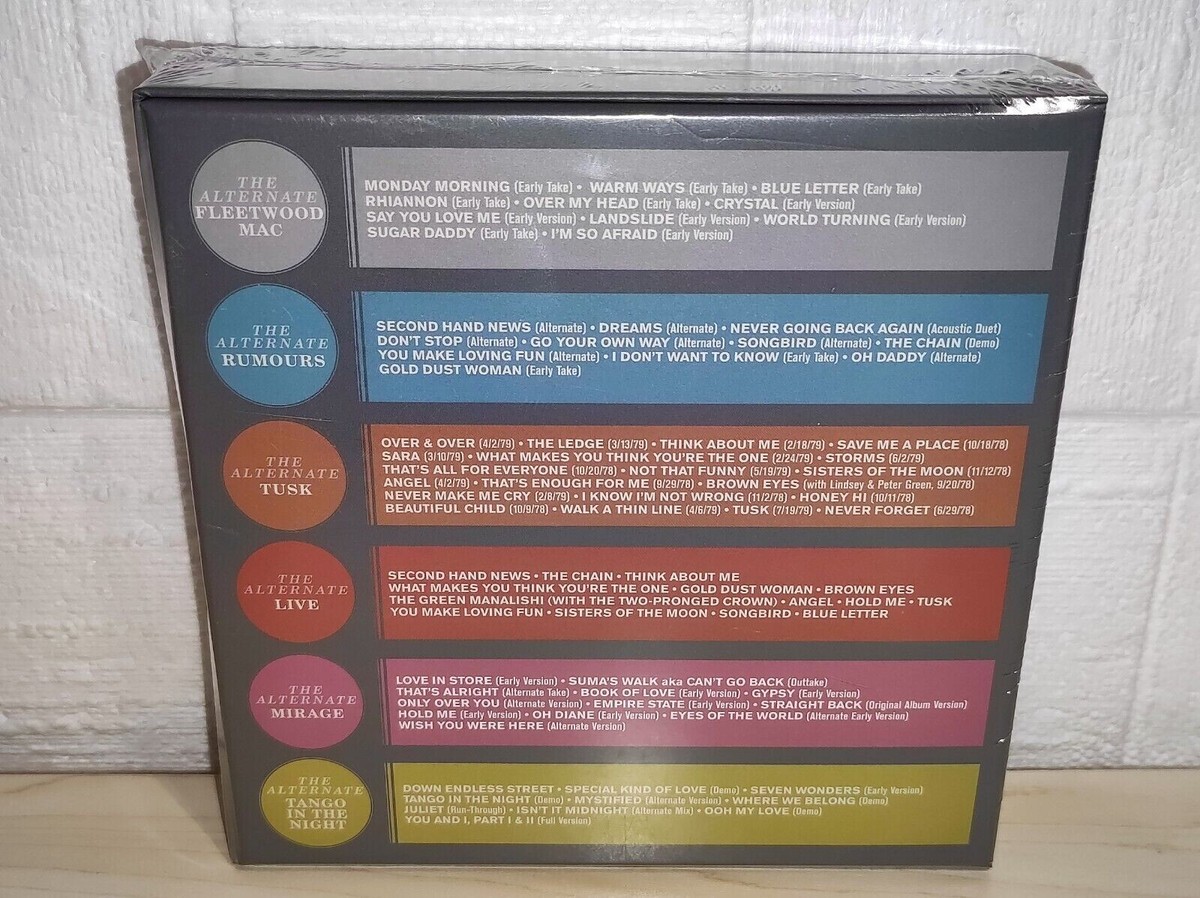 THE
ALTERNATE
FLEETWOOD
MAC
MONDAY MORNING (Early Take) • WARM WAYS (Early Take) • BLUE LETTER (Early Take)
RHIANNON (Early Take) • OVER MY HEAD (Early Take) • CRYSTAL (Early Version)
SAY YOU LOVE ME (Early Version) • LANDSLIDE (Early Version) • WORLD TURNING (Early Version)
SUGAR DADDY (Early Take) • I'M SO AFRAID (Early Version)
THE
ALTERNATE
RUMOURS
SECOND HAND NEWS (Alternate) • DREAMS (Alternate) • NEVER GOING BACK AGAIN (Acoustic Duet)
DON'T STOP (Alternate) • GO YOUR OWN WAY (Alternate) • SONGBIRD (Alternate) • THE CHAIN (Demo)
YOU MAKE LOVING FUN (Alternate) • I DON'T WANT TO KNOW (Early Take) • OH DADDY (Alternate)
GOLD DUST WOMAN (Early Take)
THE
ALTERNATE
TUSK
OVER & OVER (4/2/79) • THE LEDGE (3/13/79) • THINK ABOUT ME (2/18/79) • SAVE ME A PLACE (10/18/78)
SARA (3/10/79) • WHAT MAKES YOU THINK YOU'RE THE ONE (2/24/79) • STORMS (6/2/79)
THAT'S ALL FOR EVERYONE (10/20/78) • NOT THAT FUNNY (5/19/79) • SISTERS OF THE MOON (11/12/78)
ANGEL (4/2/79) • THAT'S ENOUGH FOR ME (9/29/78) • BROWN EYES (with Lindsey & Peter Green, 9/20/78)
NEVER MAKE ME CRY (2/8/79) • I KNOW I'M NOT WRONG (11/2/78) • HONEY HI (10/11/78)
BEAUTIFUL CHILD (10/9/78) • WALK A THIN LINE (4/6/79) • TUSK (7/19/79) • NEVER FORGET (6/29/78)
THE
ALTERNATE
LIVE
SECOND HAND NEWS • THE CHAIN • THINK ABOUT ME
WHAT MAKES YOU THINK YOU'RE THE ONE • GOLD DUST WOMAN • BROWN EYES
THE GREEN MANALISHI (WITH THE TWO-PRONGED CROWN) • ANGEL • HOLD ME • TUSK
YOU MAKE LOVING FUN • SISTERS OF THE MOON • SONGBIRD • BLUE LETTER
THE
ALTERNATE
MIRAGE
LOVE IN STORE (Early Version) • SUMA'S WALK aka CAN'T GO BACK (Outtake)
THAT'S ALRIGHT (Alternate Take) • BOOK OF LOVE (Early Version) • GYPSY (Early Version)
ONLY OVER YOU (Alternate Version) • EMPIRE STATE (Early Version) • STRAIGHT BACK (Original Album Version)
HOLD ME (Early Version) • OH DIANE (Early Version) • EYES OF THE WORLD (Alternate Early Version)
WISH YOU WERE HERE (Alternate Version)
THE
ALTERNATE
TANGO
IN THE
NIGHT
DOWN ENDLESS STREET • SPECIAL KIND OF LOVE (Demo) • SEVEN WONDERS (Early Version)
TANGO IN THE NIGHT (Demo) • MYSTIFIED (Alternate Version) • WHERE WE BELONG (Demo)
JULIET (Run-Through) • ISN'T IT MIDNIGHT (Alternate Mix) • OOH MY LOVE (Demo)
YOU AND I, PART I & II (Full Version)